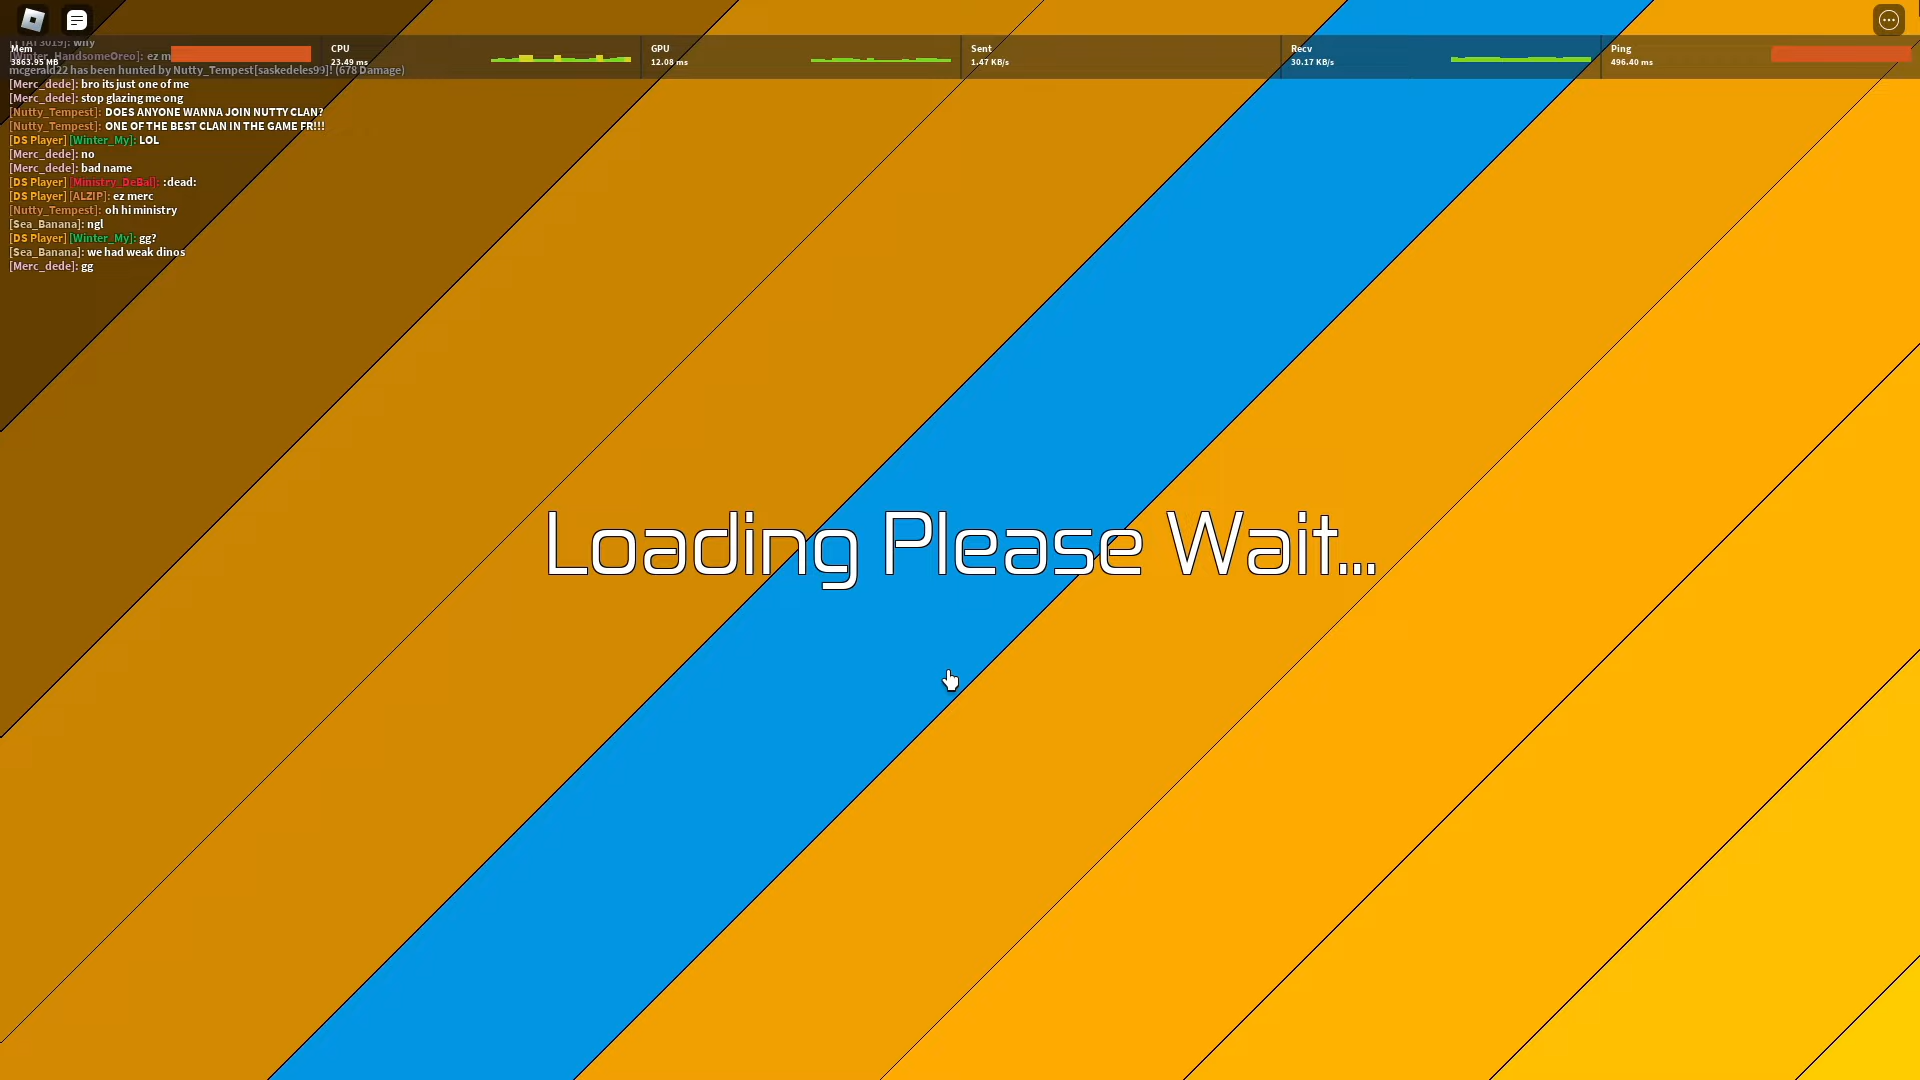 Mem
3863.95 MB
CPU
23.49 ms
GPU
12.08 ms
Sent
1.47 KB/s
Recv
30.17 KB/s
Ping
496.40 ms
why
[Winter_HandsomeOreo]: ez m
mcgerald22 has been hunted by Nutty_Tempest[saskedeles99]! (678 Damage)
[Merc_dede]: bro its just one of me
[Merc_dede]: stop glazing me ong
[Nutty_Tempest]: DOES ANYONE WANNA JOIN NUTTY CLAN?
[Nutty_Tempest]: ONE OF THE BEST CLAN IN THE GAME FR!!!
[DS Player] [Winter_My]: LOL
[Merc_dede]: no
[Merc_dede]: bad name
[DS Player] [Ministry_DeBal]: :dead:
[DS Player] [ALZIP]: ez merc
[Nutty_Tempest]: oh hi ministry
[Sea_Banana]: ngl
[DS Player] [Winter_My]: gg?
[Sea_Banana]: we had weak dinos
[Merc_dede]: gg
Loading Please Wait...